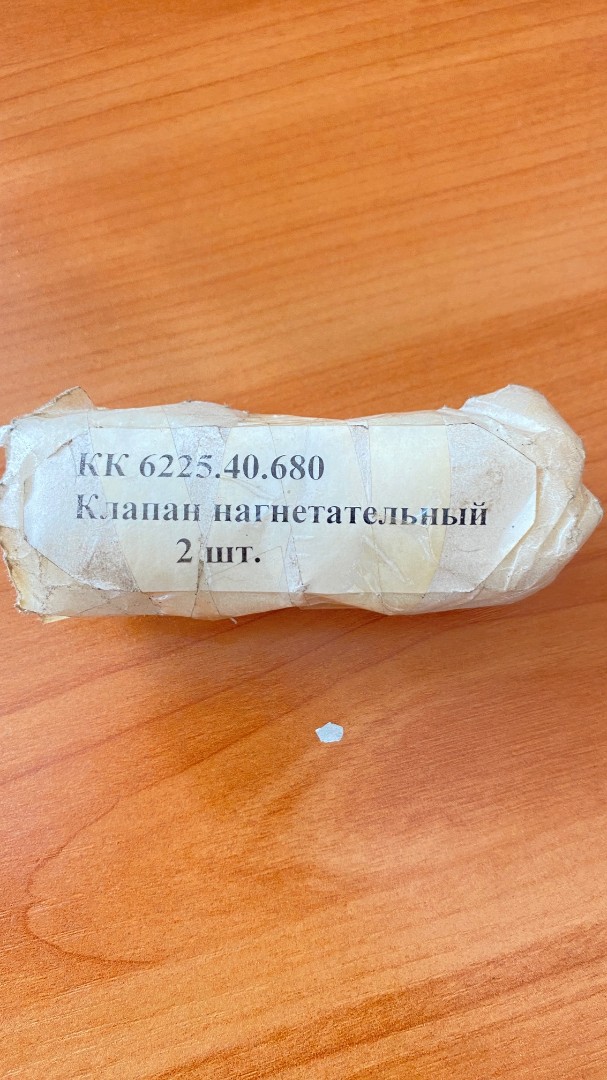 КК 6225.40.680
Клапан нагнетательный
2 шт.